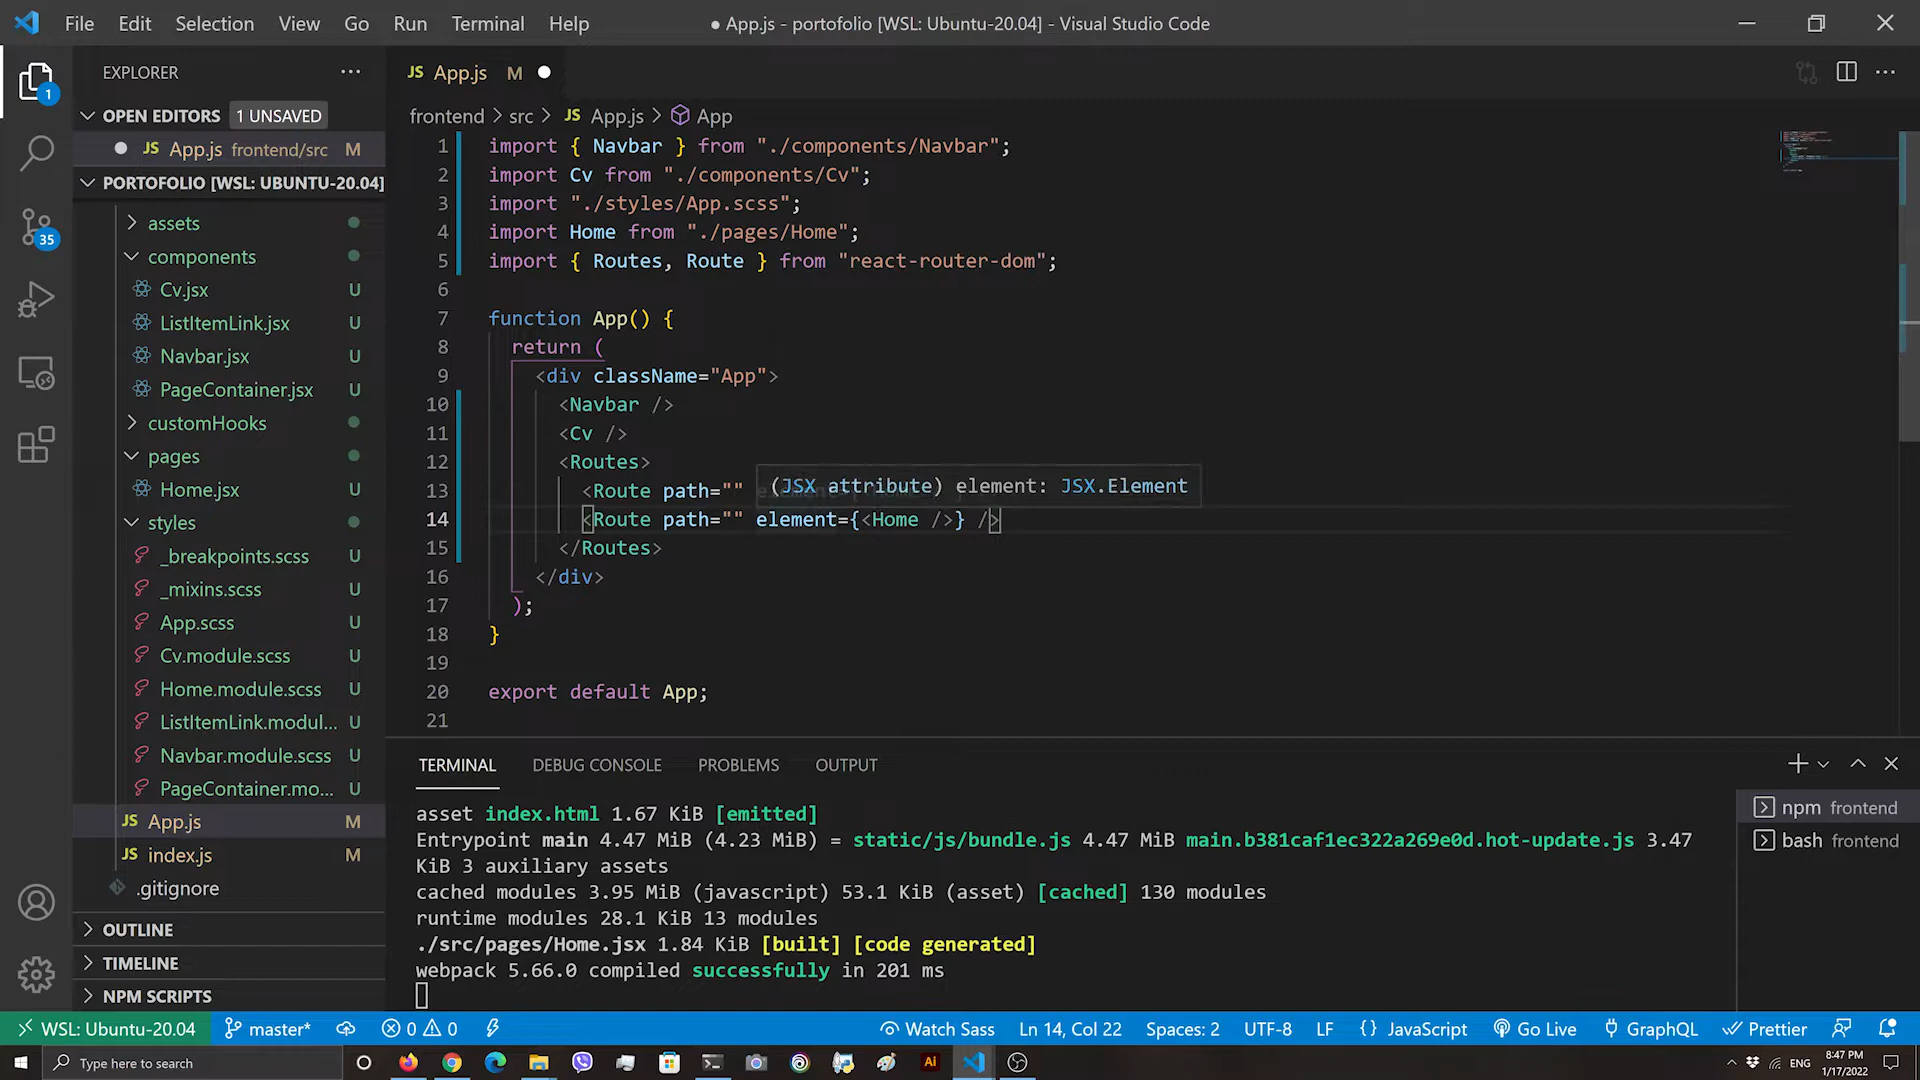 File Edit Selection View Go Run Terminal Help
● App.js - portofolio [WSL: Ubuntu-20.04] - Visual Studio Code
EXPLORER
1
35
OPEN EDITORS 1 UNSAVED
JS App.js frontend/src M
PORTOFOLIO [WSL: UBUNTU-20.04]
assets
components
Cv.jsx U
ListItemLink.jsx U
Navbar.jsx U
PageContainer.jsx U
customHooks
pages
Home.jsx U
styles
_breakpoints.scss U
_mixins.scss U
App.scss U
Cv.module.scss U
Home.module.scss U
ListItemLink.modul... U
Navbar.module.scss U
PageContainer.mo... U
JS App.js M
JS index.js M
.gitignore
OUTLINE
TIMELINE
NPM SCRIPTS
JS App.js M
frontend > src > JS App.js > App
1 import { Navbar } from "./components/Navbar";
2 import Cv from "./components/Cv";
3 import "./styles/App.scss";
4 import Home from "./pages/Home";
5 import { Routes, Route } from "react-router-dom";
6
7 function App() {
8 return (
9 <div className="App">
10 <Navbar />
11 <Cv />
12 <Routes>
13 <Route path=""
(JSX attribute) element: JSX.Element
14 <Route path="" element={<Home />} />
15 </Routes>
16 </div>
17 );
18 }
19
20 export default App;
21
TERMINAL DEBUG CONSOLE PROBLEMS OUTPUT
asset index.html 1.67 KiB [emitted]
Entrypoint main 4.47 MiB (4.23 MiB) = static/js/bundle.js 4.47 MiB main.b381caf1ec322a269e0d.hot-update.js 3.47
KiB 3 auxiliary assets
cached modules 3.95 MiB (javascript) 53.1 KiB (asset) [cached] 130 modules
runtime modules 28.1 KiB 13 modules
./src/pages/Home.jsx 1.84 KiB [built] [code generated]
webpack 5.66.0 compiled successfully in 201 ms
npm frontend
bash frontend
WSL: Ubuntu-20.04 master* 0 0 Watch Sass Ln 14, Col 22 Spaces: 2 UTF-8 LF {} JavaScript Go Live GraphQL Prettier
Type here to search
Ai
ENG
8:47 PM
1/17/2022